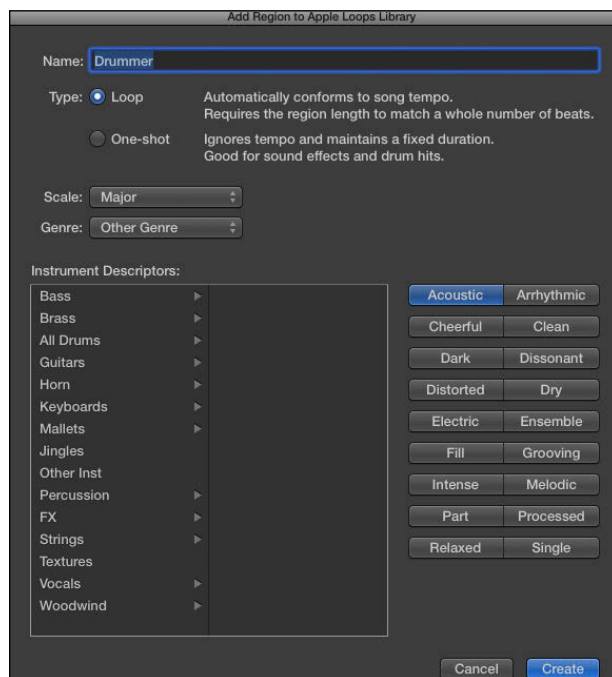 Add Region to Apple Loops Library
Name: Drummer
Type: Loop Automatically conforms to song tempo.
Requires the region length to match a whole number of beats.
One-shot Ignores tempo and maintains a fixed duration.
Good for sound effects and drum hits.
Scale: Major
Genre: Other Genre
Instrument Descriptors:
Bass
Brass
All Drums
Guitars
Horn
Keyboards
Mallets
Jingles
Other Inst
Percussion
FX
Strings
Textures
Vocals
Woodwind
Acoustic Arrhythmic
Cheerful Clean
Dark Dissonant
Distorted Dry
Electric Ensemble
Fill Grooving
Intense Melodic
Part Processed
Relaxed Single
Cancel Create